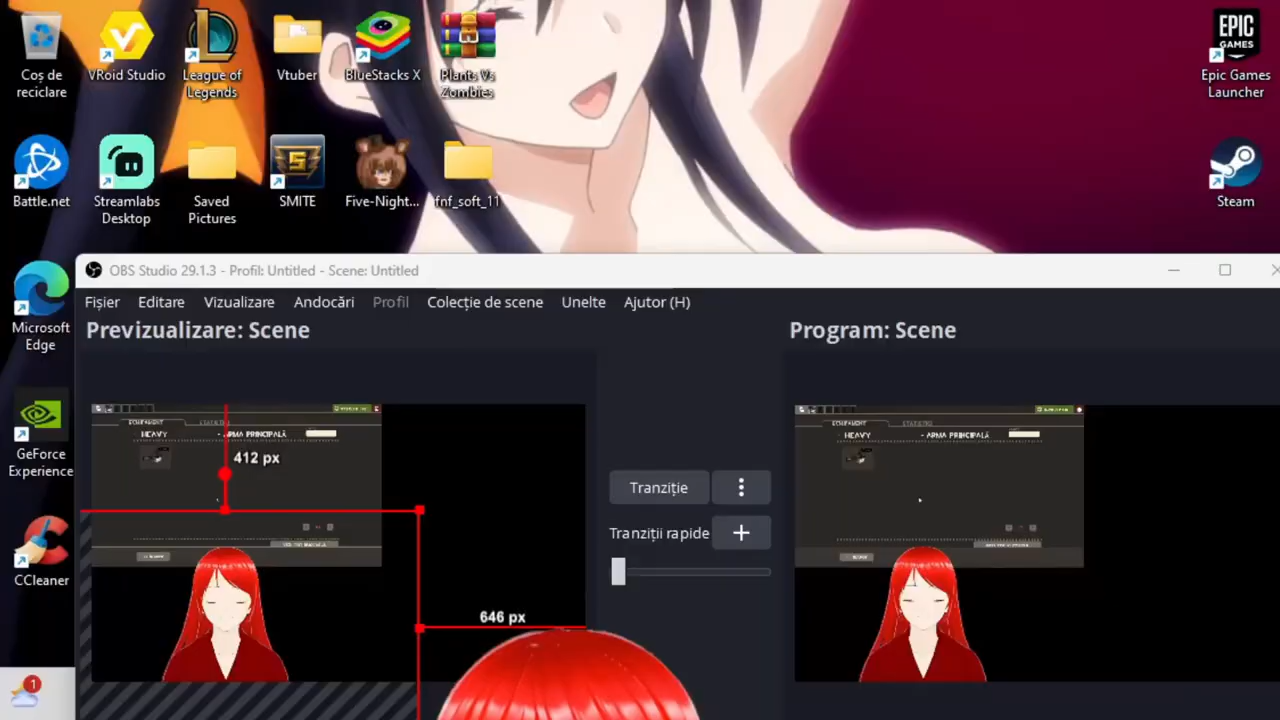 EPIC
GAMES
Coș de
reciclare
VRoid Studio
League of
Legends
Vtuber
BlueStacks X
Plants Vs
Zombies
Epic Games
Launcher
Battle.net
Streamlabs
Desktop
Saved
Pictures
SMITE
Five-Night...
fnf_soft_11
Steam
Microsoft
Edge
GeForce
Experience
CCleaner
1
OBS Studio 29.1.3 - Profil: Untitled - Scene: Untitled
Fișier Editare Vizualizare Andocări Profil Colecție de scene Unelte Ajutor (H)
Previzualizare: Scene
Program: Scene
HEAVY
- ARMA PRINCIPALĂ
412 px
646 px
Tranziție
Tranziții rapide
HEAVY
- ARMA PRINCIPALĂ